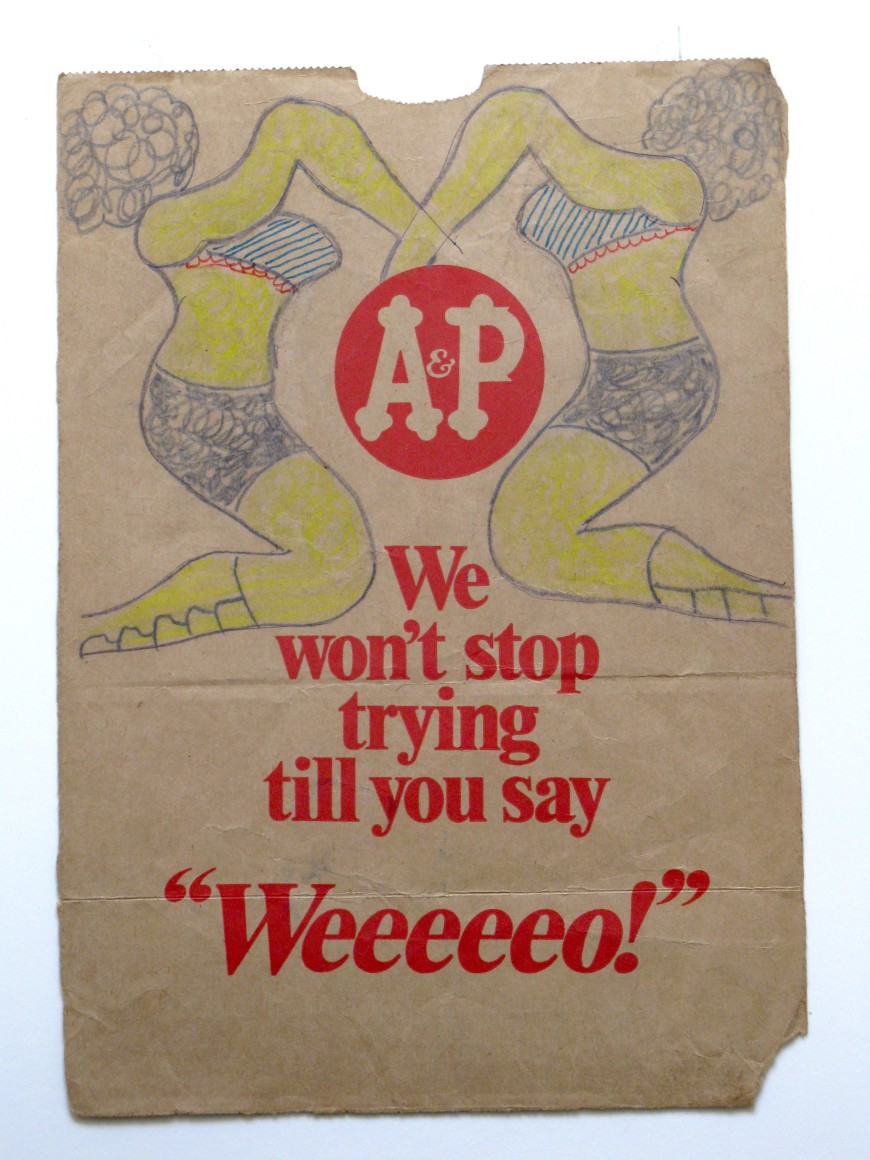 A&P
We
won't stop
trying
till you say
“Weeeeeo!”